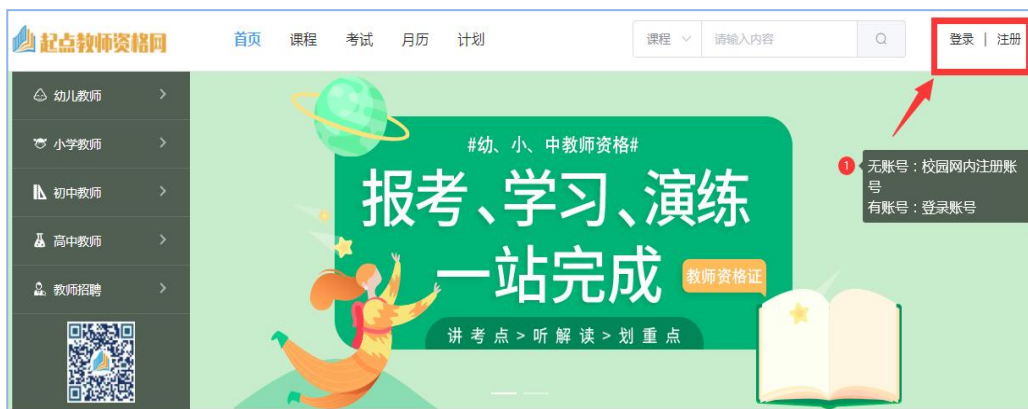 起点教师资格网
首页 课程 考试 月历 计划
课程 请输入内容
登录 | 注册
幼儿教师
小学教师
初中教师
高中教师
教师招聘
#幼、小、中教师资格#
报考、学习、演练
一站完成
教师资格证
讲考点>听解读>划重点
1
无账号：校园网内注册账
号
有账号：登录账号